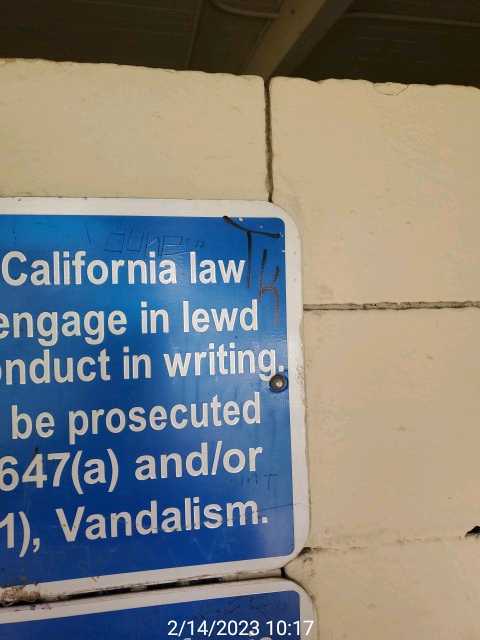 California law
engage in lewd
onduct in writing.
be prosecuted
647(a) and/or
1), Vandalism.
TK
2/14/2023 10:17